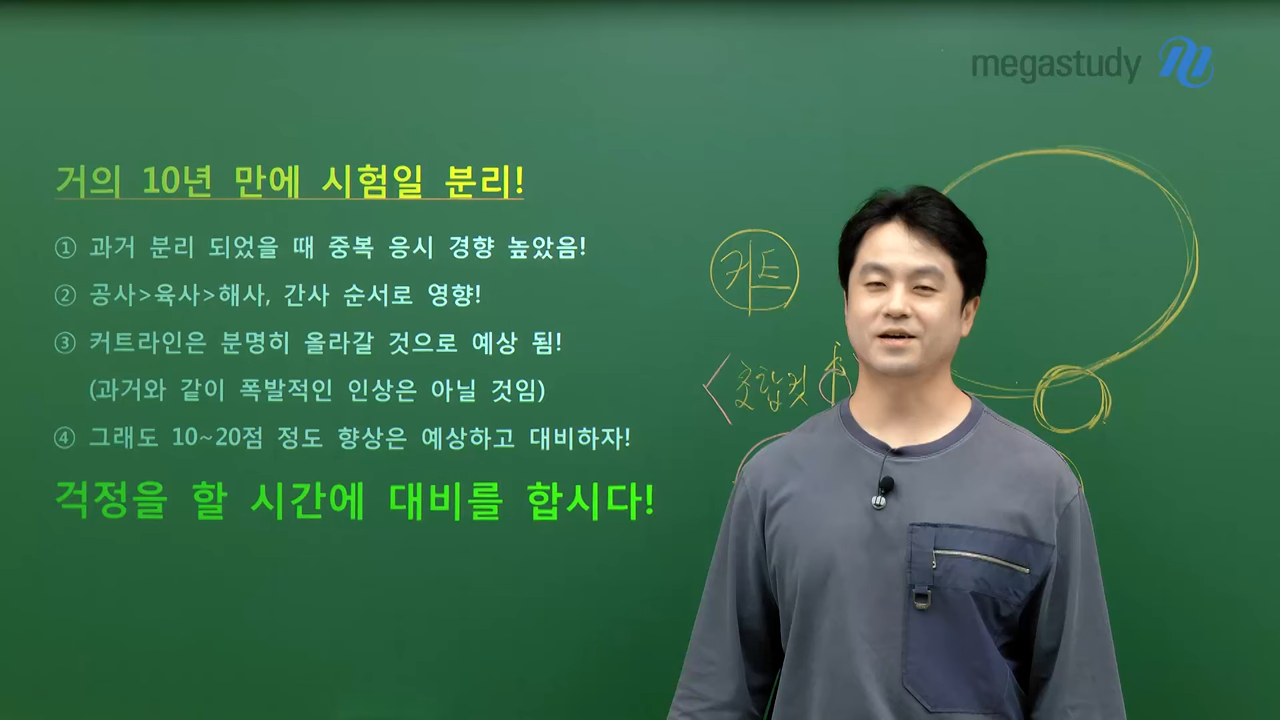 megastudy
거의 10년 만에 시험일 분리!
① 과거 분리 되었을 때 중복 응시 경향 높았음!
② 공사>육사>해사, 간사 순서로 영향!
③ 커트라인은 분명히 올라갈 것으로 예상 됨!
(과거와 같이 폭발적인 인상은 아닐 것임)
④ 그래도 10~20점 정도 향상은 예상하고 대비하자!
걱정을 할 시간에 대비를 합시다!
커트